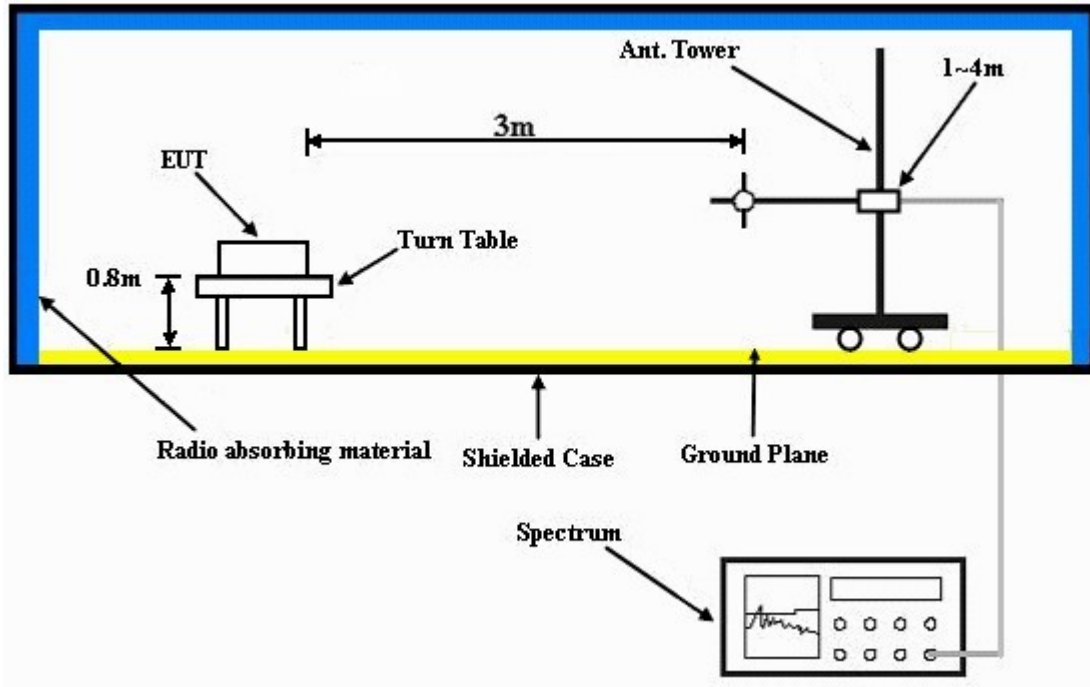 Ant. Tower
1~4m
3m
EUT
Turn Table
0.8m
Radio absorbing material
Shielded Case
Ground Plane
Spectrum